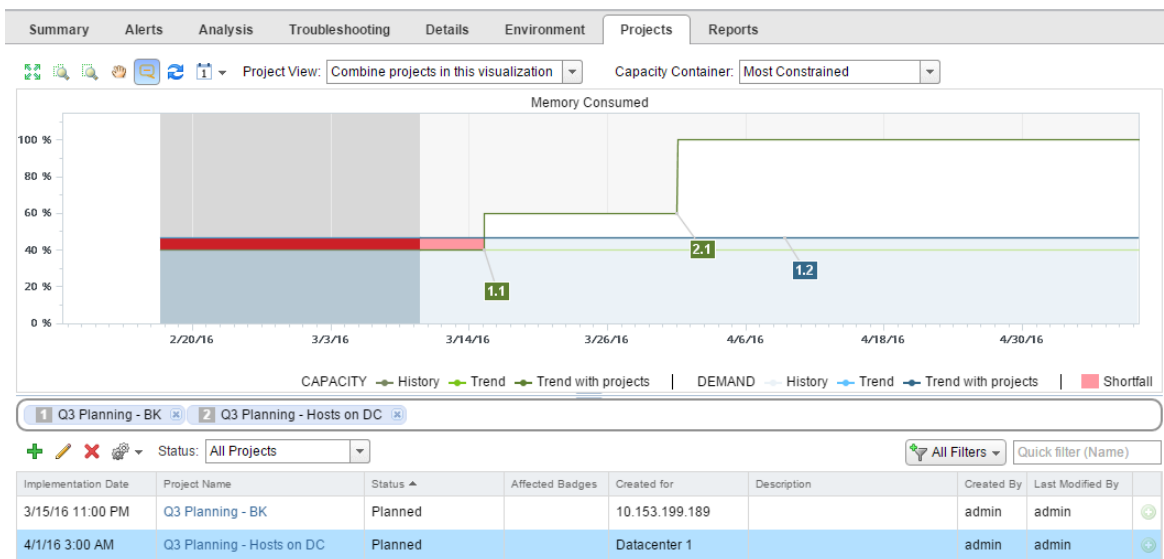 Summary Alerts Analysis Troubleshooting Details Environment Projects Reports
1 Project View: Combine projects in this visualization Capacity Container: Most Constrained
Memory Consumed
100 %
80 %
60 %
40 %
20 %
0 %
2.1
1.2
1.1
2/20/16 3/3/16 3/14/16 3/26/16 4/6/16 4/18/16 4/30/16
CAPACITY History Trend Trend with projects | DEMAND History Trend Trend with projects | Shortfall
1 Q3 Planning - BK x 2 Q3 Planning - Hosts on DC x
Status: All Projects All Filters Quick filter (Name)
Implementation Date Project Name Status Affected Badges Created for Description Created By Last Modified By
3/15/16 11:00 PM Q3 Planning - BK Planned 10.153.199.189 admin admin
4/1/16 3:00 AM Q3 Planning - Hosts on DC Planned Datacenter 1 admin admin